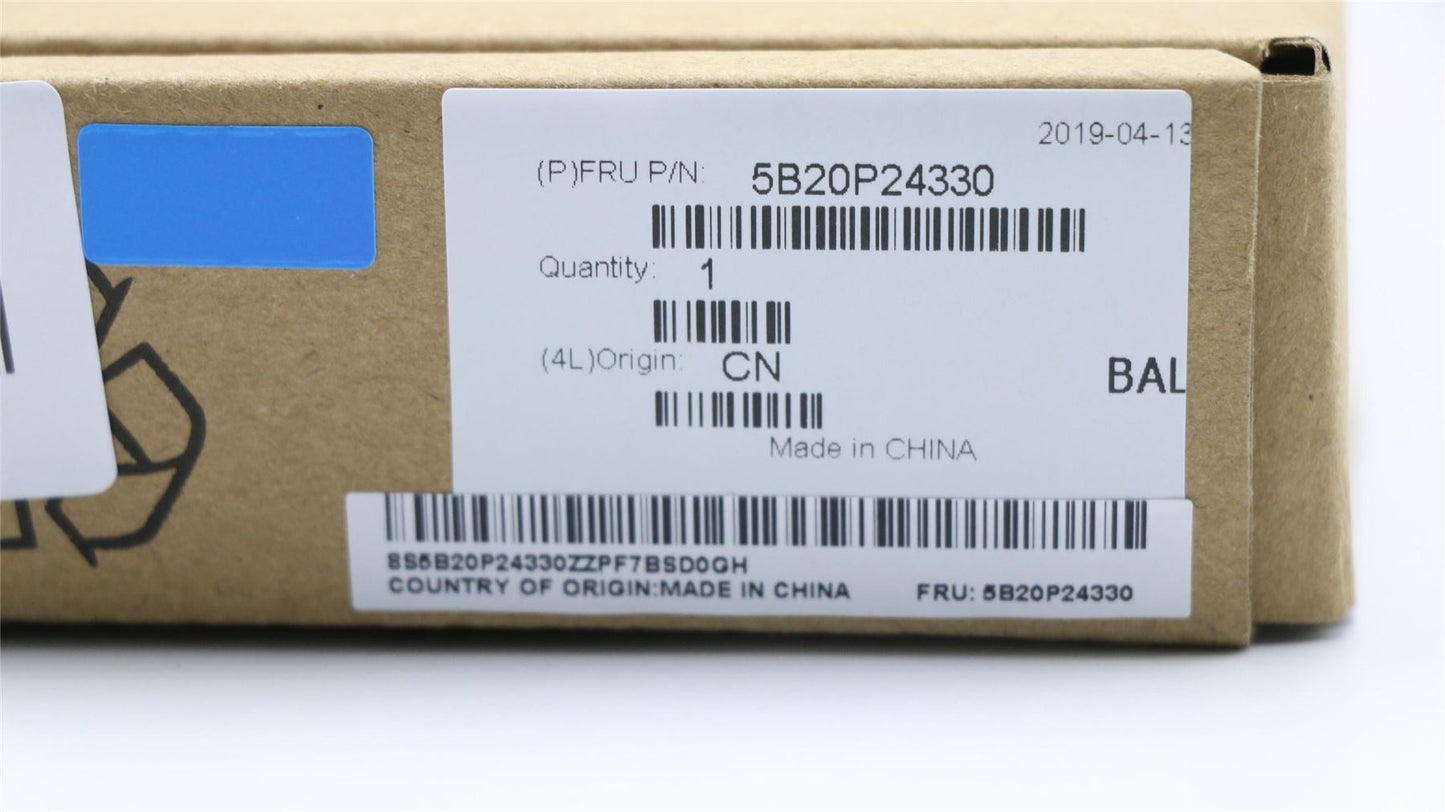 2019-04-13
(P)FRU P/N: 5B20P24330
Quantity: 1
(4L)Origin: CN
BAL
Made in CHINA
8S5B20P24330ZZPF7BSD0GH
COUNTRY OF ORIGIN:MADE IN CHINA FRU: 5B20P24330